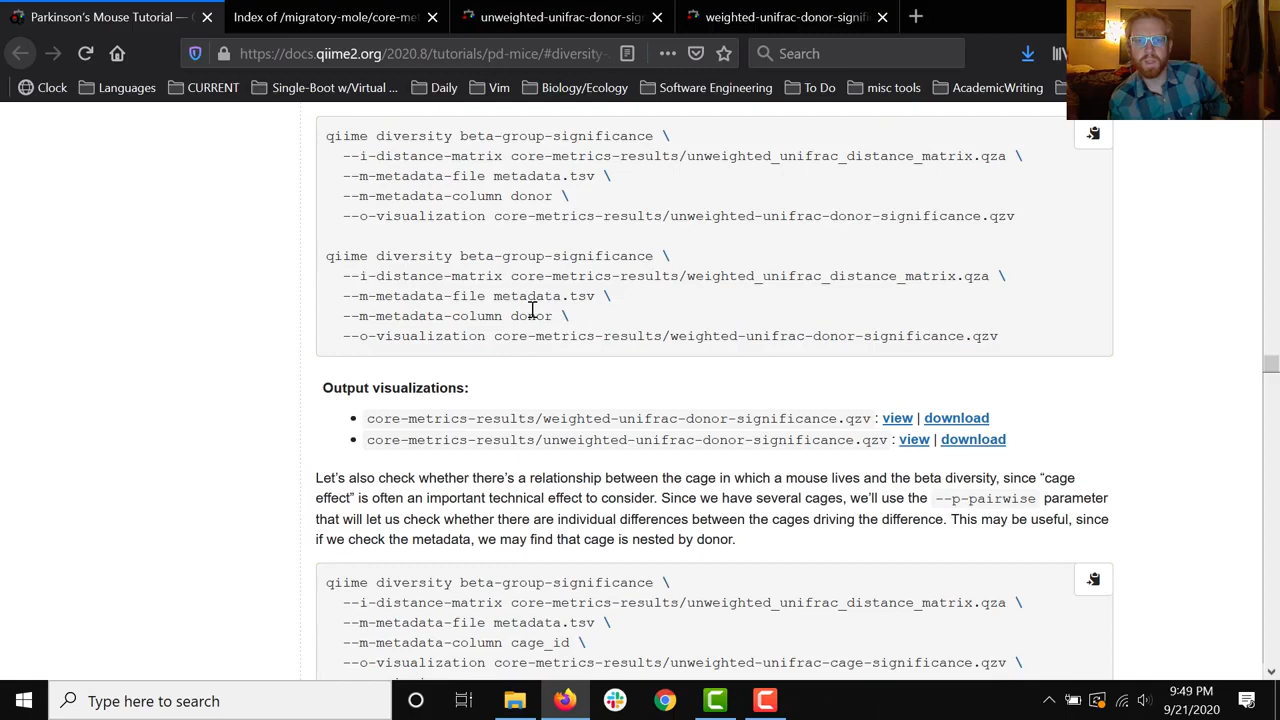 Parkinson's Mouse Tutorial —
Index of /migratory-mole/core-met
unweighted-unifrac-donor-sig
weighted-unifrac-donor-signifi
https://docs.qiime2.org/2020.8/tutorials/pd-mice/#diversity-
Search
Clock
Languages
CURRENT
Single-Boot w/Virtu
Daily
Vim
Biology/Ecology
Software Engineering
To Do
misc tools
AcademicWriting
qiime diversity beta-group-significance \
--i-distance-matrix core-metrics-results/unweighted_unifrac_distance_matrix.qza \
--m-metadata-file metadata.tsv \
--m-metadata-column donor \
--o-visualization core-metrics-results/unweighted-unifrac-donor-significance.qzv
qiime diversity beta-group-significance \
--i-distance-matrix core-metrics-results/weighted_unifrac_distance_matrix.qza \
--m-metadata-file metadata.tsv \
--m-metadata-column donor \
--o-visualization core-metrics-results/weighted-unifrac-donor-significance.qzv
Output visualizations:
• core-metrics-results/weighted-unifrac-donor-significance.qzv : view | download
• core-metrics-results/unweighted-unifrac-donor-significance.qzv : view | download
Let's also check whether there's a relationship between the cage in which a mouse lives and the beta diversity, since “cage
effect” is often an important technical effect to consider. Since we have several cages, we'll use the --p-pairwise parameter
that will let us check whether there are individual differences between the cages driving the difference. This may be useful, since
if we check the metadata, we may find that cage is nested by donor.
qiime diversity beta-group-significance \
--i-distance-matrix core-metrics-results/unweighted_unifrac_distance_matrix.qza \
--m-metadata-file metadata.tsv \
--m-metadata-column cage_id \
--o-visualization core-metrics-results/unweighted-unifrac-cage-significance.qzv \
Type here to search
9:49 PM
9/21/2020